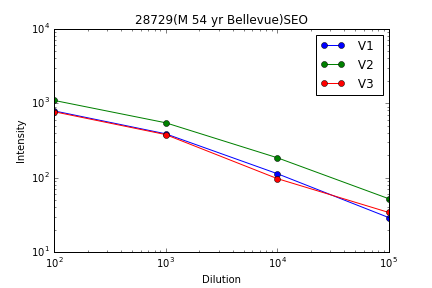 28729(M 54 yr Bellevue)SEO
10⁴
10³
10²
10¹
Intensity
V1
V2
V3
10² 10³ 10⁴ 10⁵
Dilution